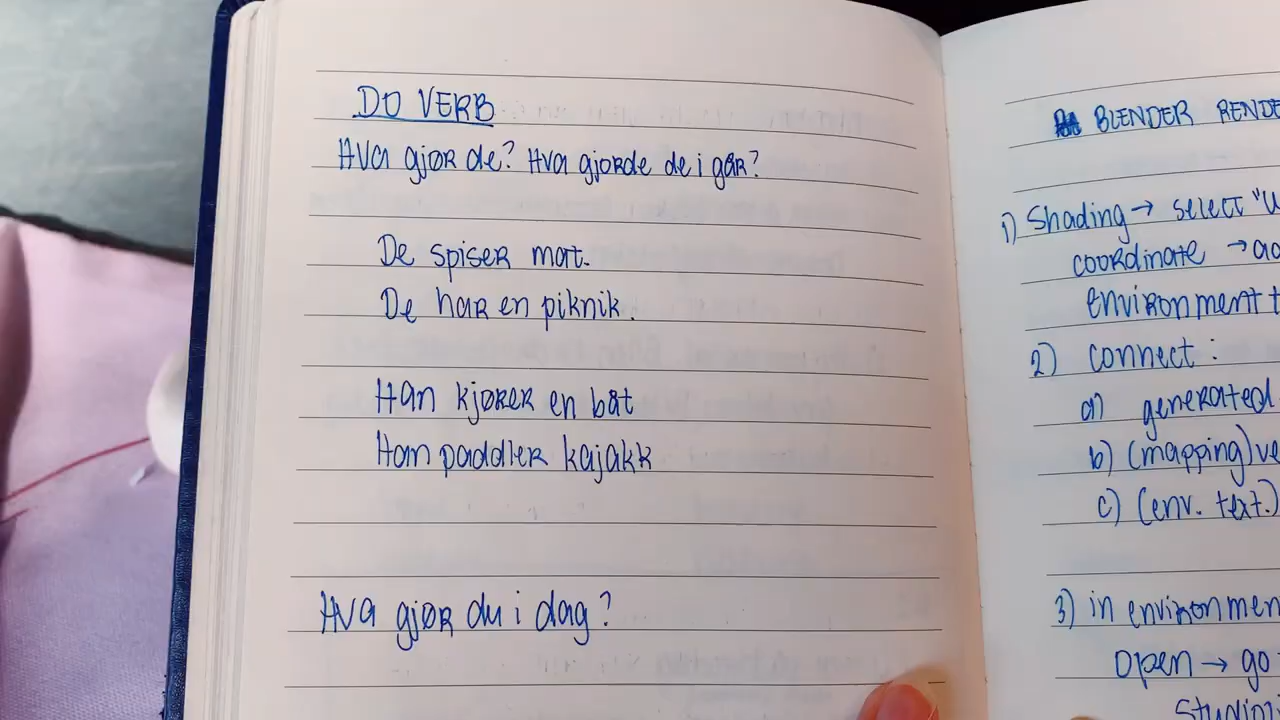 DO VERB
Hva gjør de? Hva gjorde de i går?
De spiser mat.
De har en piknik.
Han kjører en båt
Han paddler kajakk
Hva gjør du i dag?
BLENDER
1) Shading → select
coordinate →
environment
2) connect :
a) generated
b) (mapping)
c) (env. text.)
3) in
open → go